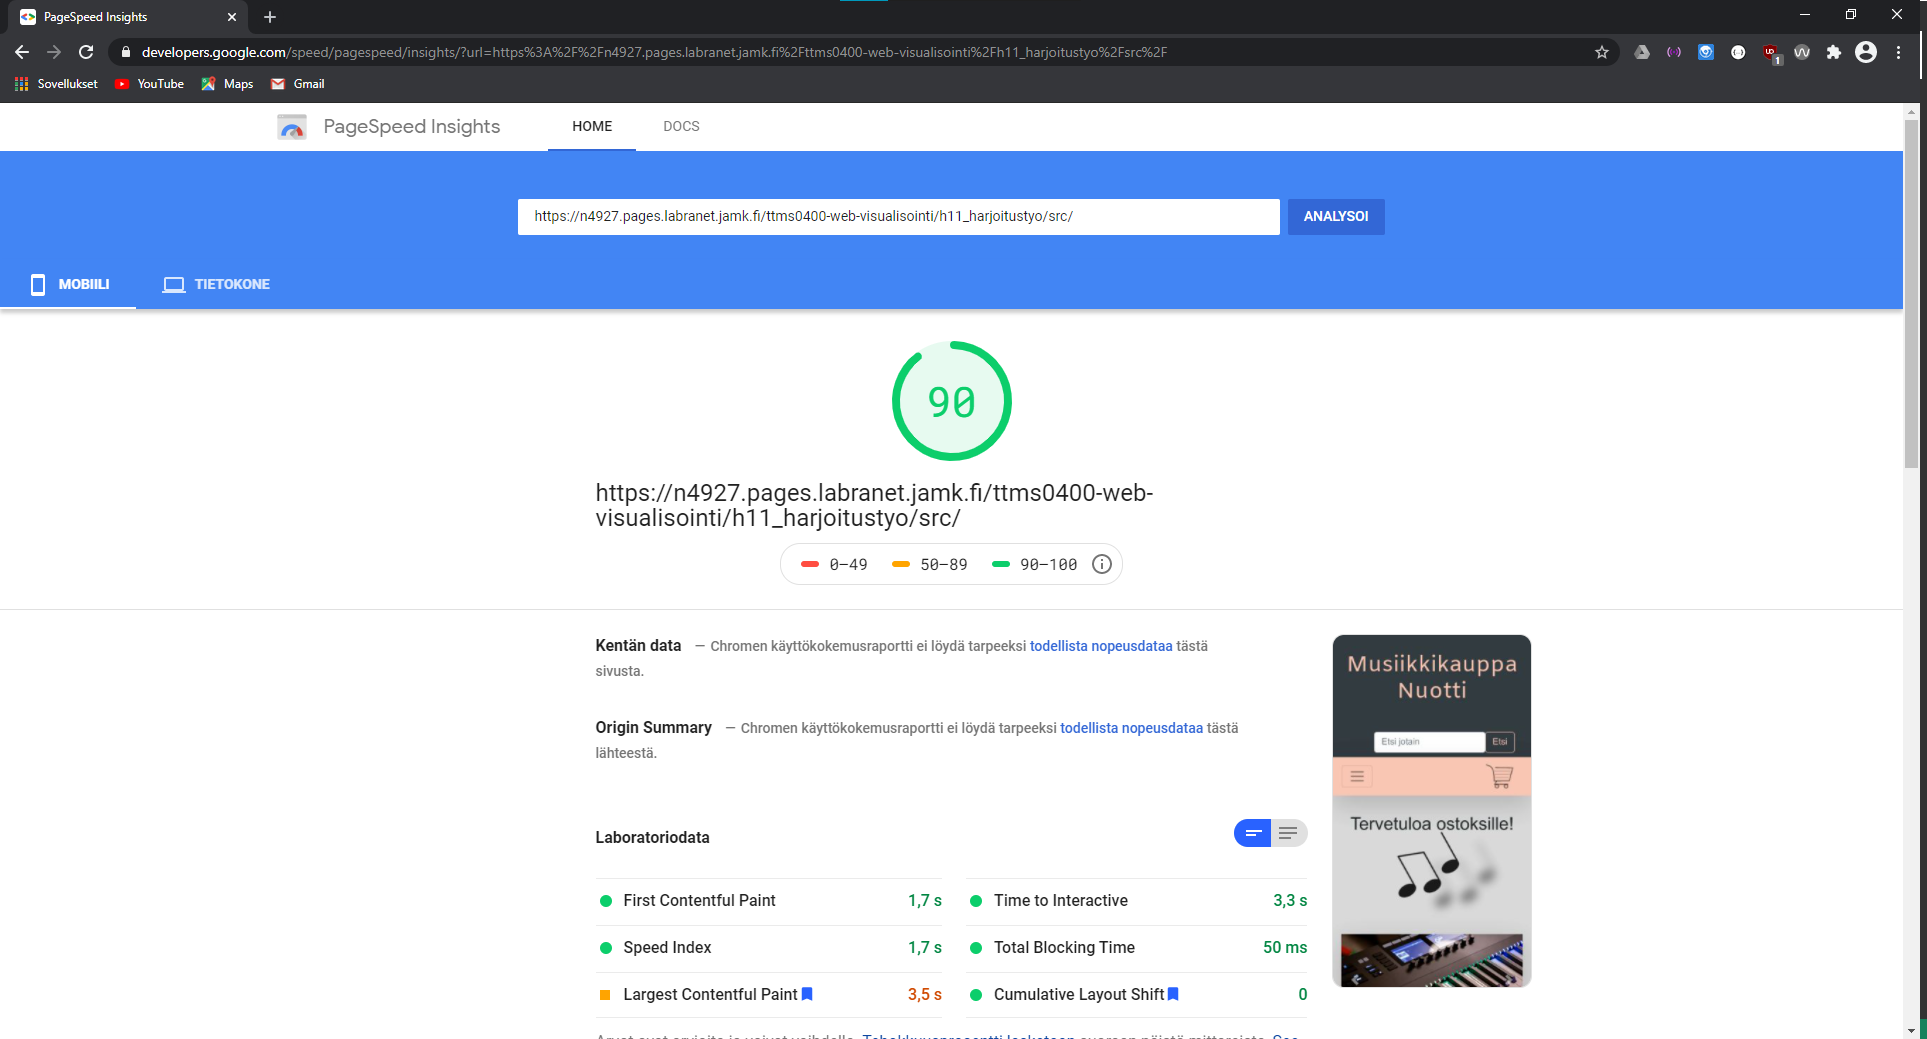 PageSpeed Insights
developers.google.com/speed/pagespeed/insights/?url=https%3A%2F%2Fn4927.pages.labranet.jamk.fi%2Fttms0400-web-visualisointi%2Fh11_harjoitustyo%2Fsrc%2F
1
Sovellukset YouTube Maps Gmail
PageSpeed Insights HOME DOCS
https://n4927.pages.labranet.jamk.fi/ttms0400-web-visualisointi/h11_harjoitustyo/src/ ANALYSOI
MOBIILI TIETOKONE
90
https://n4927.pages.labranet.jamk.fi/ttms0400-web-
visualisointi/h11_harjoitustyo/src/
0–49 50–89 90–100
Kentän data — Chromen käyttökokemusraportti ei löydä tarpeeksi todellista nopeusdataa tästä
sivusta.
Origin Summary — Chromen käyttökokemusraportti ei löydä tarpeeksi todellista nopeusdataa tästä
lähteestä.
Musiikkikauppa
Nuotti
Etsi jotain Etsi
Tervetuloa ostoksille!
Laboratoriodata
First Contentful Paint 1,7 s Time to Interactive 3,3 s
Speed Index 1,7 s Total Blocking Time 50 ms
Largest Contentful Paint 3,5 s Cumulative Layout Shift 0